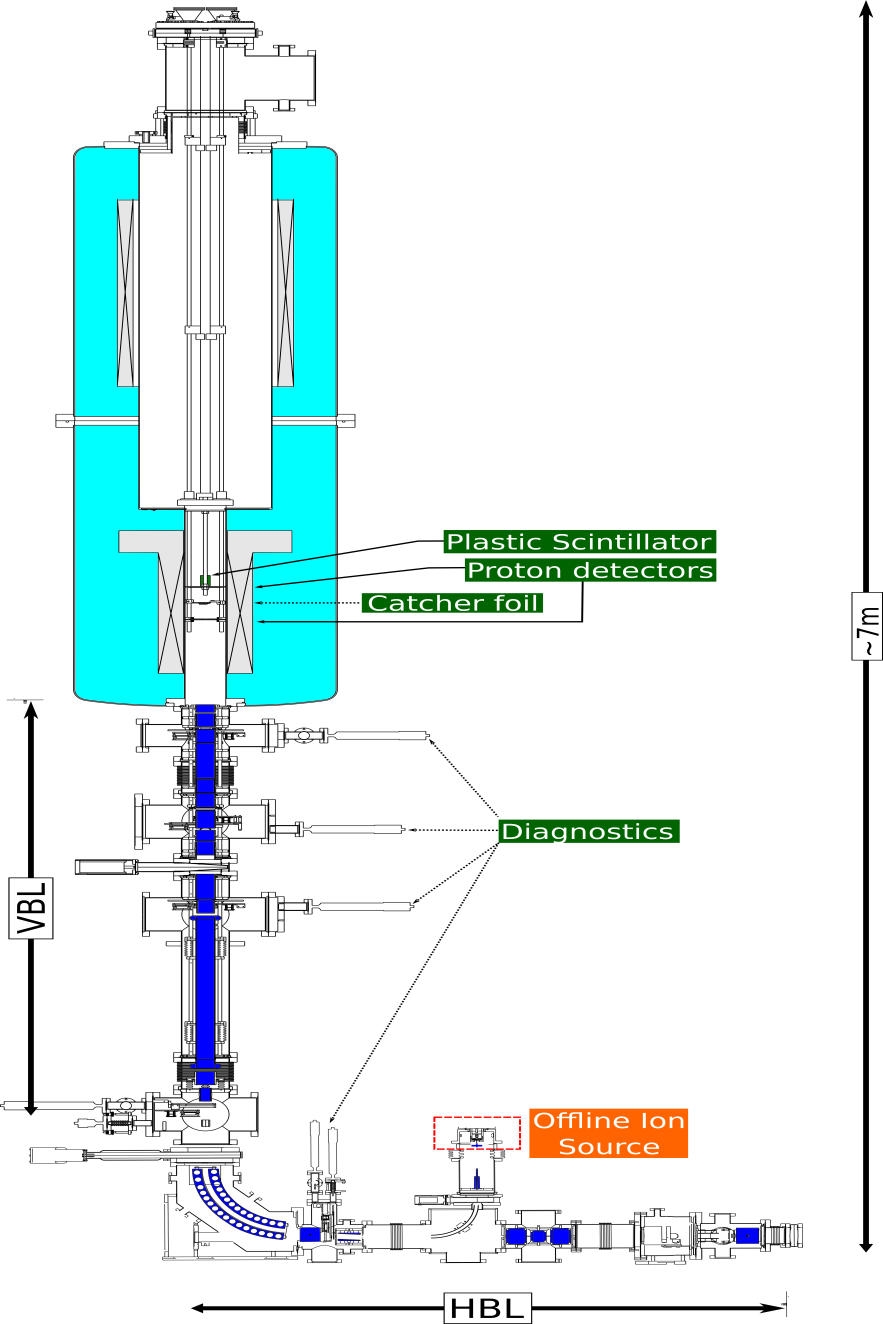 Plastic Scintillator
Proton detectors
Catcher foil
~7m
Diagnostics
VBL
Offline Ion
Source
HBL